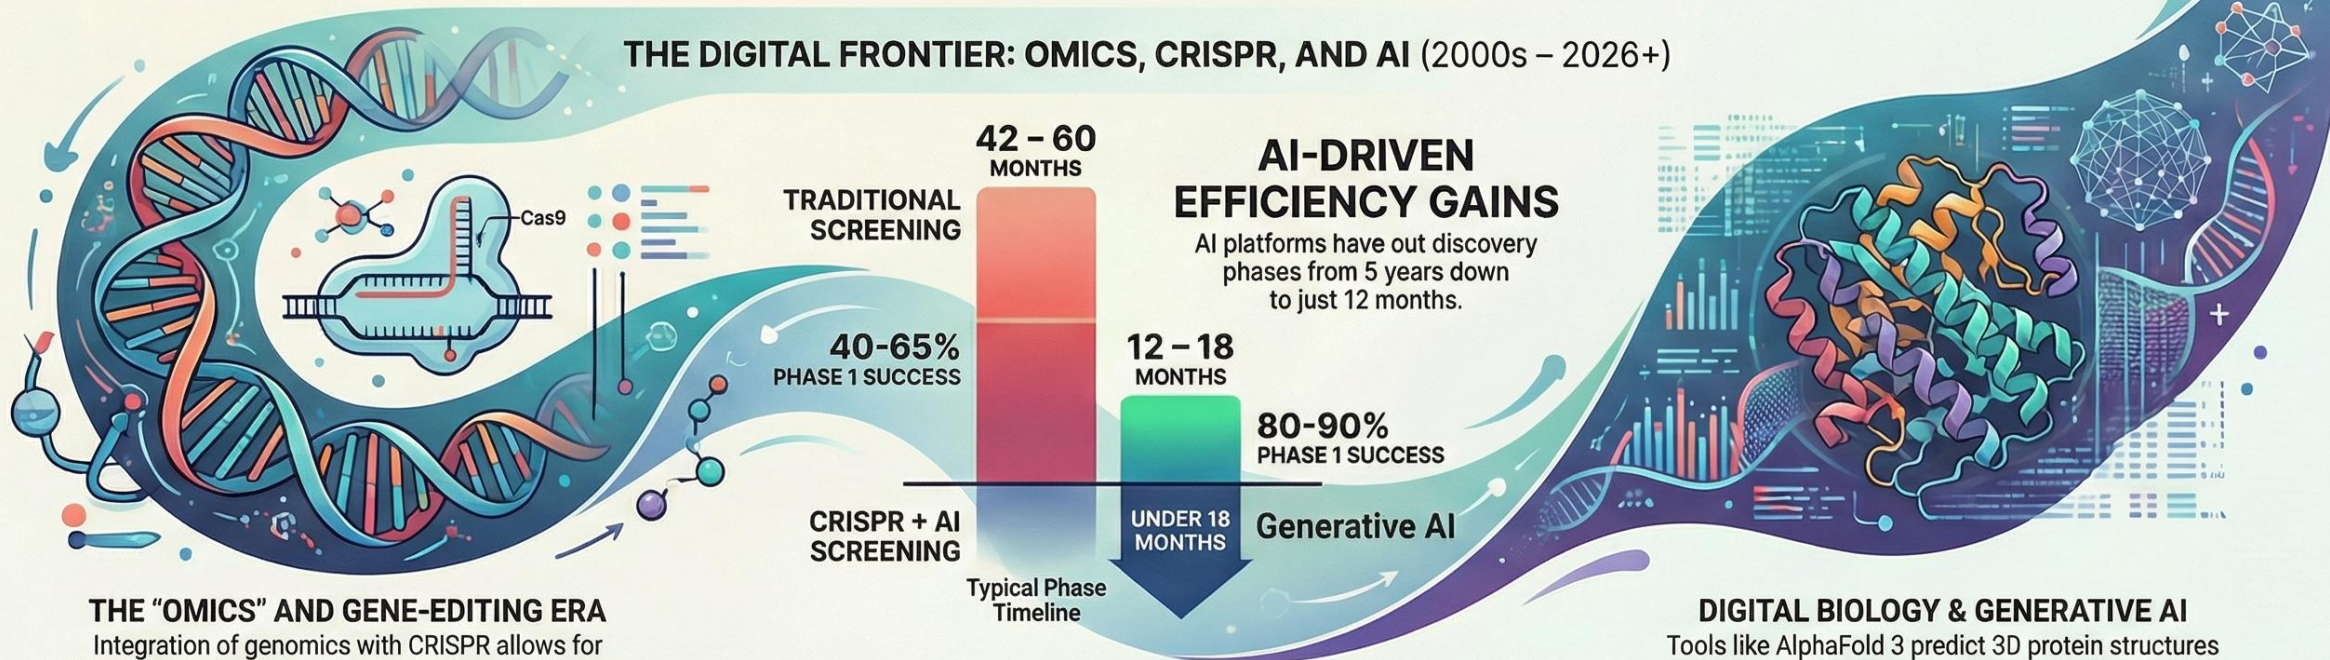 THE DIGITAL FRONTIER: OMICS, CRISPR, AND AI (2000s – 2026+)
Cas9
THE “OMICS” AND GENE-EDITING ERA
Integration of genomics with CRISPR allows for
42 – 60
MONTHS
TRADITIONAL
SCREENING
40-65%
PHASE 1 SUCCESS
CRISPR + AI
SCREENING
Typical Phase
Timeline
AI-DRIVEN
EFFICIENCY GAINS
AI platforms have out discovery
phases from 5 years down
to just 12 months.
12 – 18
MONTHS
80-90%
PHASE 1 SUCCESS
UNDER 18
MONTHS
Generative AI
DIGITAL BIOLOGY & GENERATIVE AI
Tools like AlphaFold 3 predict 3D protein structures